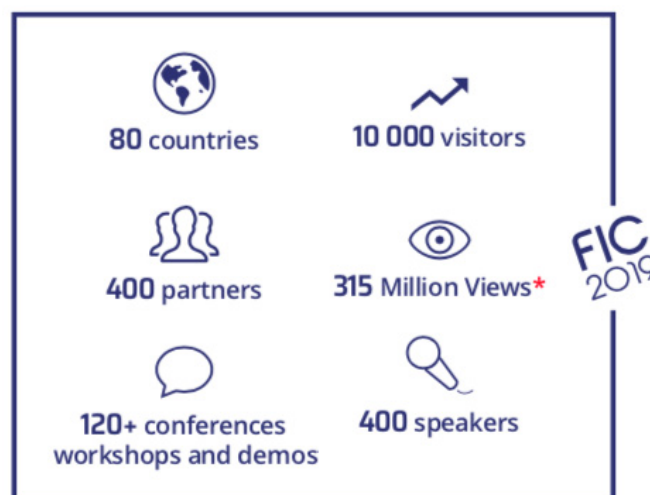 80 countries
10 000 visitors
400 partners
315 Million Views*
FIC
2019
120+ conferences
workshops and demos
400 speakers